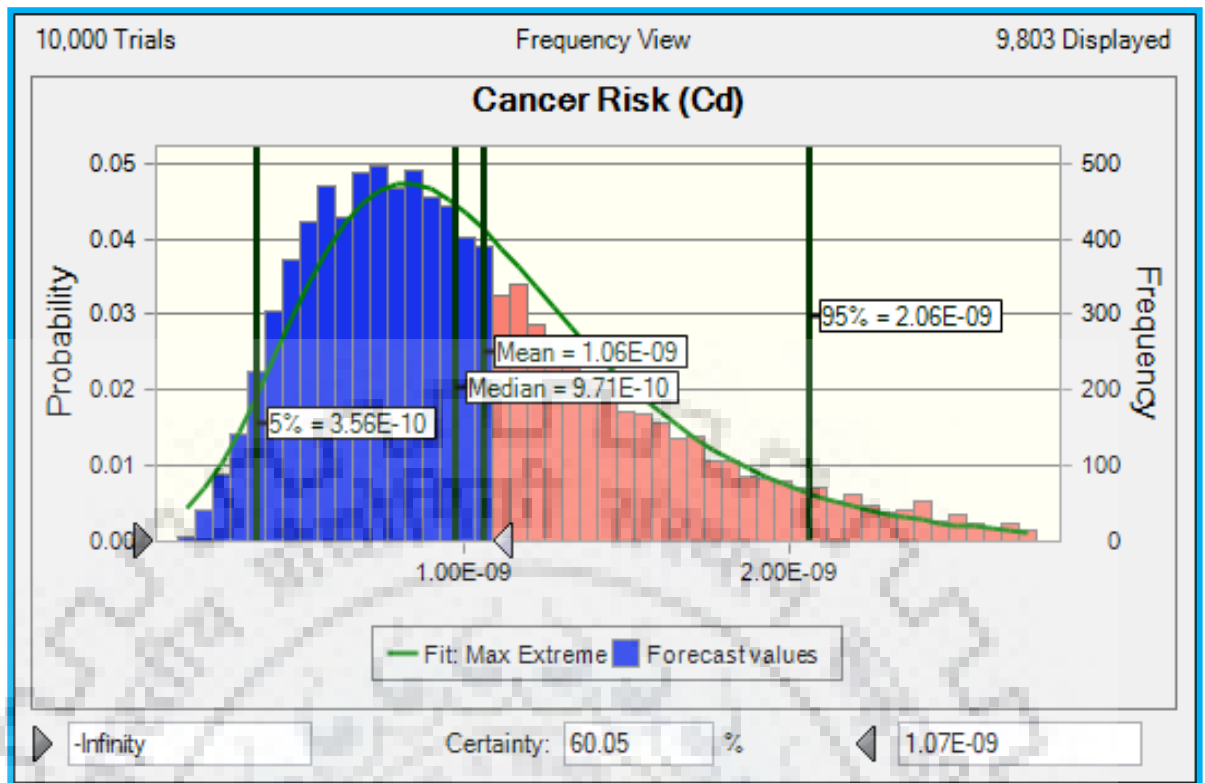 10,000 Trials Frequency View 9,803 Displayed
Cancer Risk (Cd)
0.05 500
0.04 400
0.03 300
0.02 200
0.01 100
0.00 0
Probability
Frequency
95% = 2.06E-09
Mean = 1.06E-09
Median = 9.71E-10
5% = 3.56E-10
1.00E-09 2.00E-09
Fit: Max Extreme Forecast values
-Infinity Certainty: 60.05 % 1.07E-09